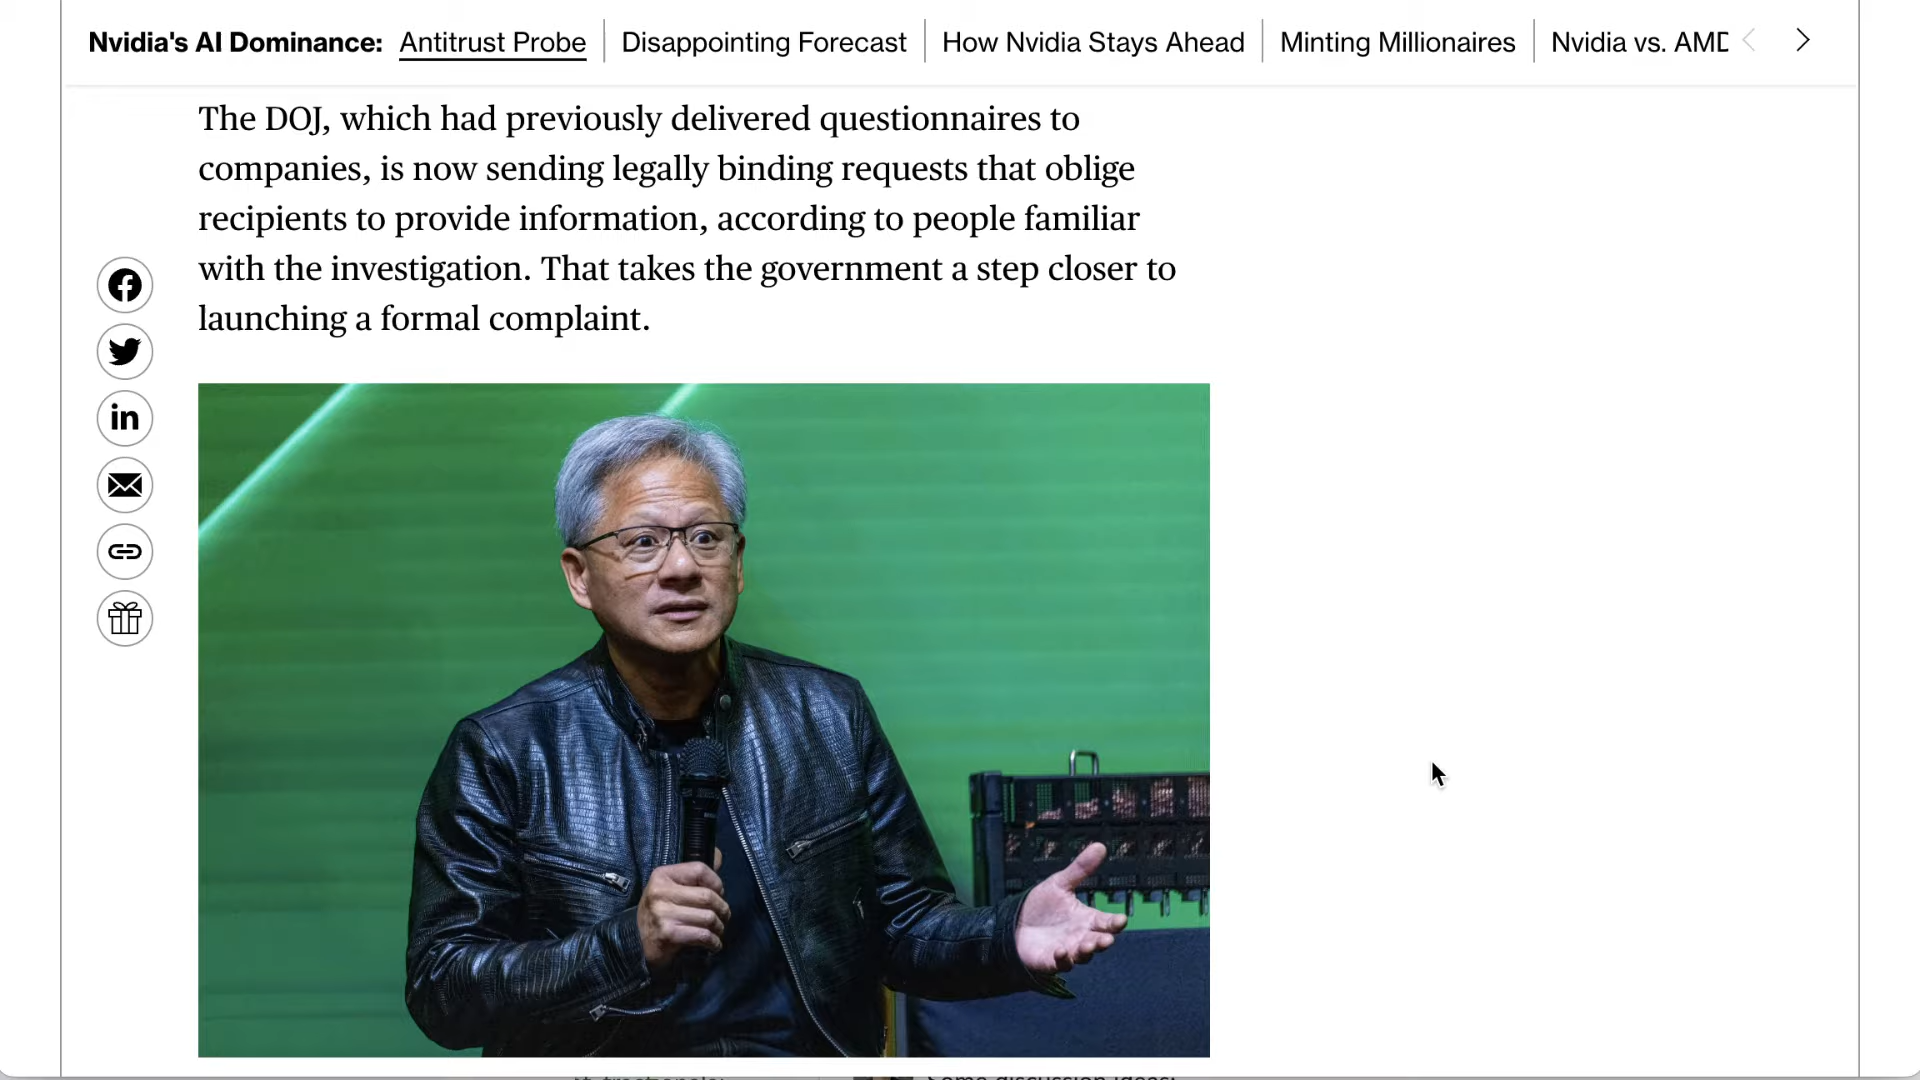 Nvidia's AI Dominance: Antitrust Probe Disappointing Forecast How Nvidia Stays Ahead Minting Millionaires Nvidia vs. AMD
The DOJ, which had previously delivered questionnaires to
companies, is now sending legally binding requests that oblige
recipients to provide information, according to people familiar
with the investigation. That takes the government a step closer to
launching a formal complaint.
in